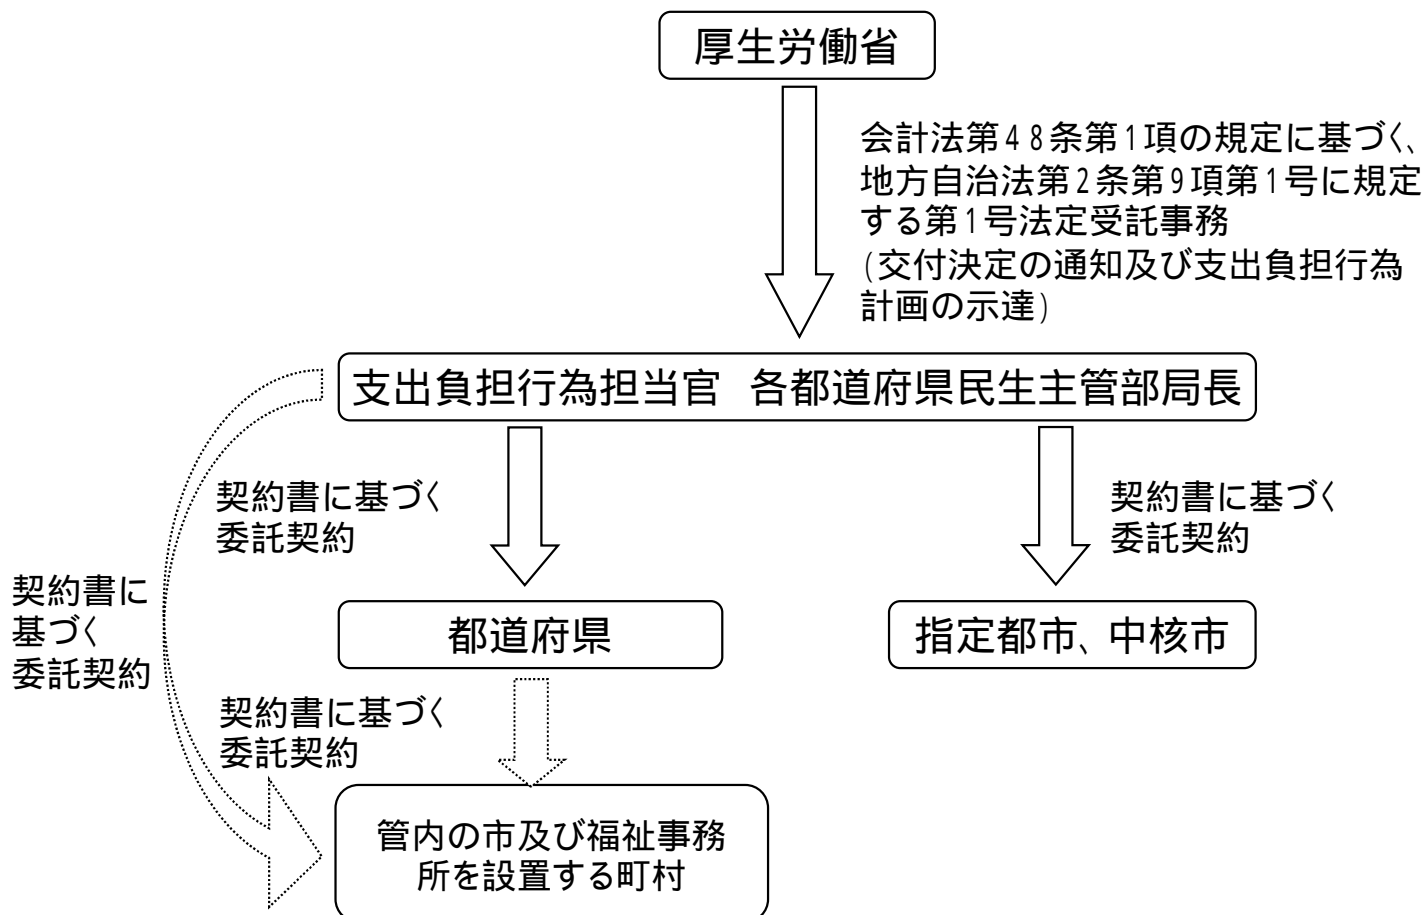 厚生労働省
会計法第48条第1項の規定に基づく、
地方自治法第2条第9項第1号に規定
する第1号法定受託事務
(交付決定の通知及び支出負担行為
計画の示達)
支出負担行為担当官 各都道府県民生主管部局長
契約書に基づく
委託契約
契約書に基づく
委託契約
契約書に
基づく
委託契約
都道府県
指定都市、中核市
契約書に基づく
委託契約
管内の市及び福祉事務
所を設置する町村